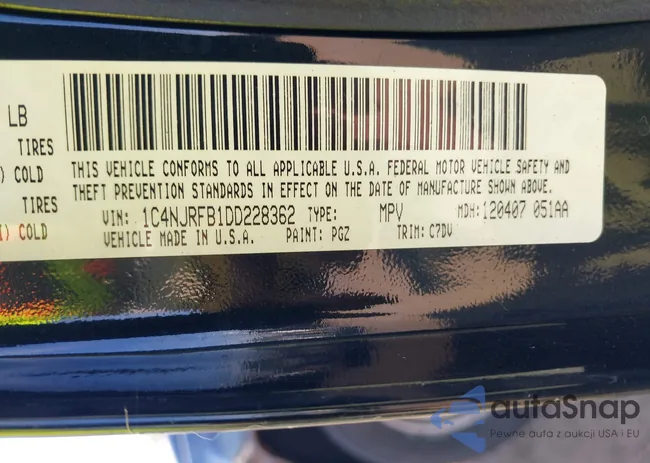 LB
TIRES
) COLD
TIRES
I) COLD
THIS VEHICLE CONFORMS TO ALL APPLICABLE U.S.A. FEDERAL MOTOR VEHICLE SAFETY AND
THEFT PREVENTION STANDARDS IN EFFECT ON THE DATE OF MANUFACTURE SHOWN ABOVE.
VIN: 1C4NJRFB1DD228362 TYPE: MPV MDH: 120407 051AA
VEHICLE MADE IN U.S.A. PAINT: PGZ TRIM: C7DV
autaSnap
Pewne auta z aukcji USA i EU